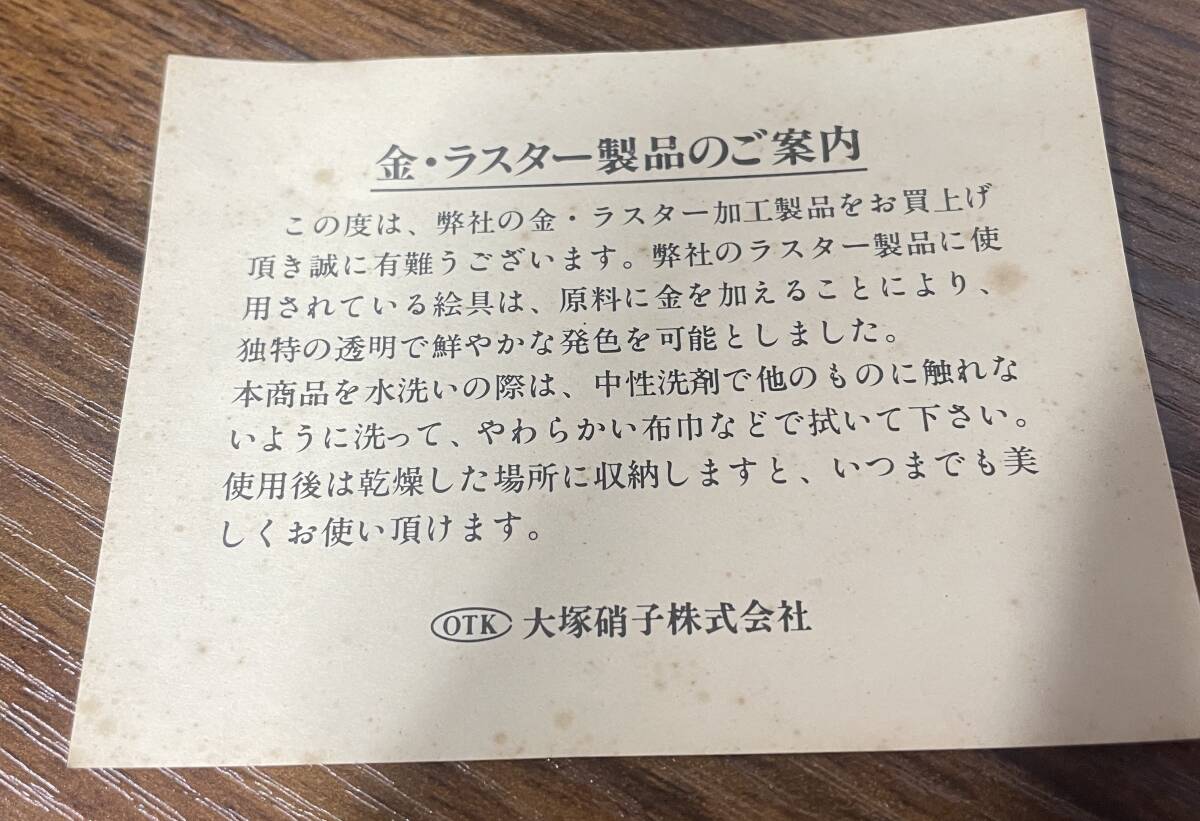 金・ラスター製品のご案内
この度は、弊社の金・ラスター加工製品をお買上げ
頂き誠に有難うございます。弊社のラスター製品に使
用されている絵具は、原料に金を加えることにより、
独特の透明で鮮やかな発色を可能としました。
本商品を水洗いの際は、中性洗剤で他のものに触れな
いように洗って、やわらかい布巾などで拭いて下さい。
使用後は乾燥した場所に収納しますと、いつまでも美
しくお使い頂けます。
OTK 大塚硝子株式会社